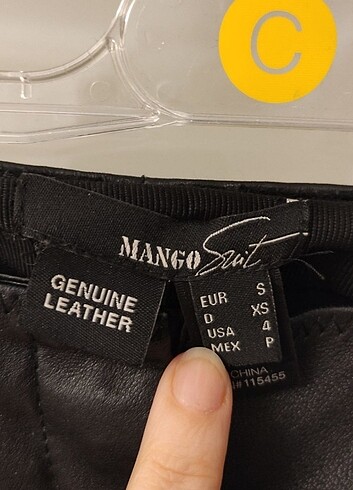 C
MANGO Suit
GENUINE
LEATHER
EUR S
D XS
USA 4
MEX P
CHINA
#115455